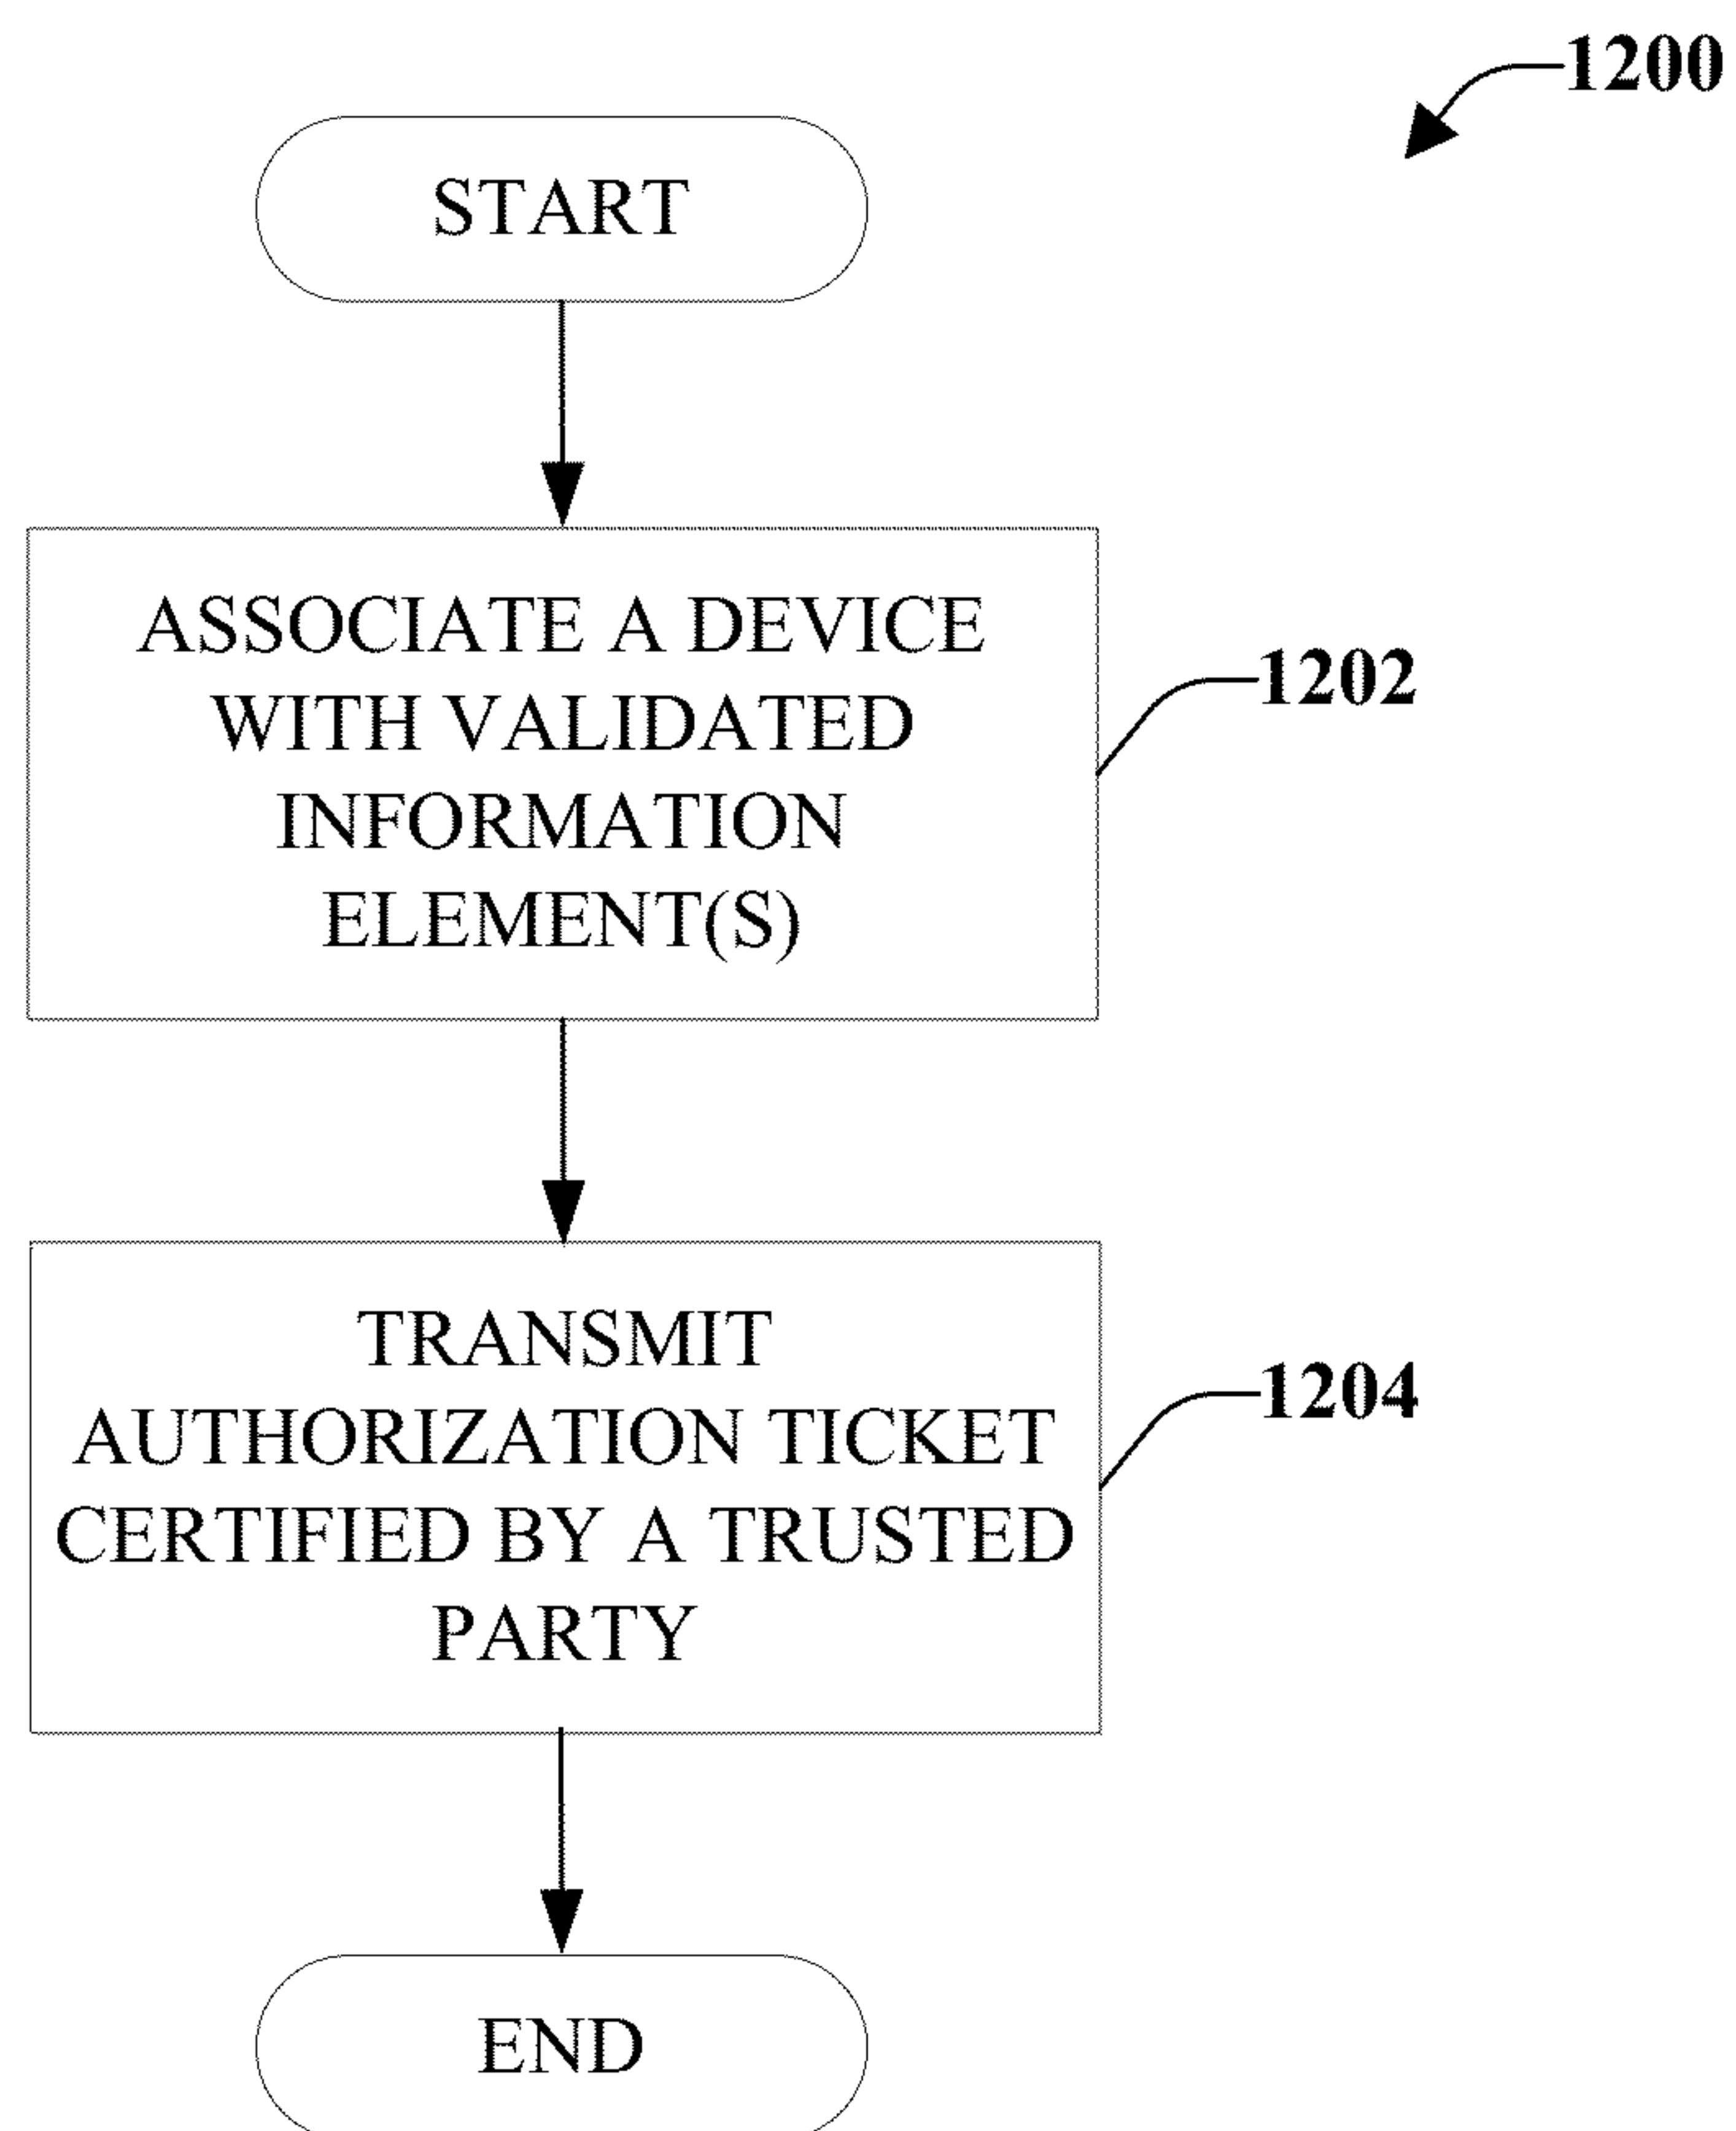 1200
START
ASSOCIATE A DEVICE
WITH VALIDATED
INFORMATION
ELEMENT(S)
1202
TRANSMIT
AUTHORIZATION TICKET
CERTIFIED BY A TRUSTED
PARTY
1204
END